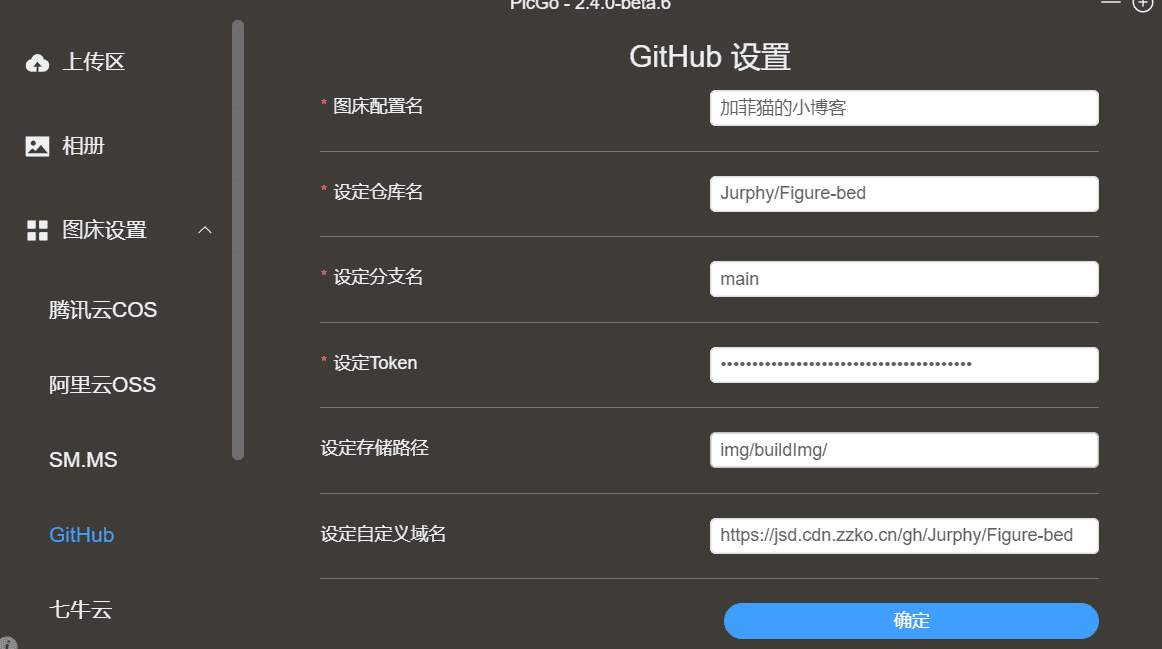 PicGo - 2.4.0-beta.6
上传区
相册
图床设置
腾讯云COS
阿里云OSS
SM.MS
GitHub
七牛云
GitHub 设置
* 图床配置名
加菲猫的小博客
* 设定仓库名
Jurphy/Figure-bed
* 设定分支名
main
* 设定Token
••••••••••••••••••••••••••••••••••••••••
设定存储路径
img/buildImg/
设定自定义域名
https://jsd.cdn.zzko.cn/gh/Jurphy/Figure-bed
确定